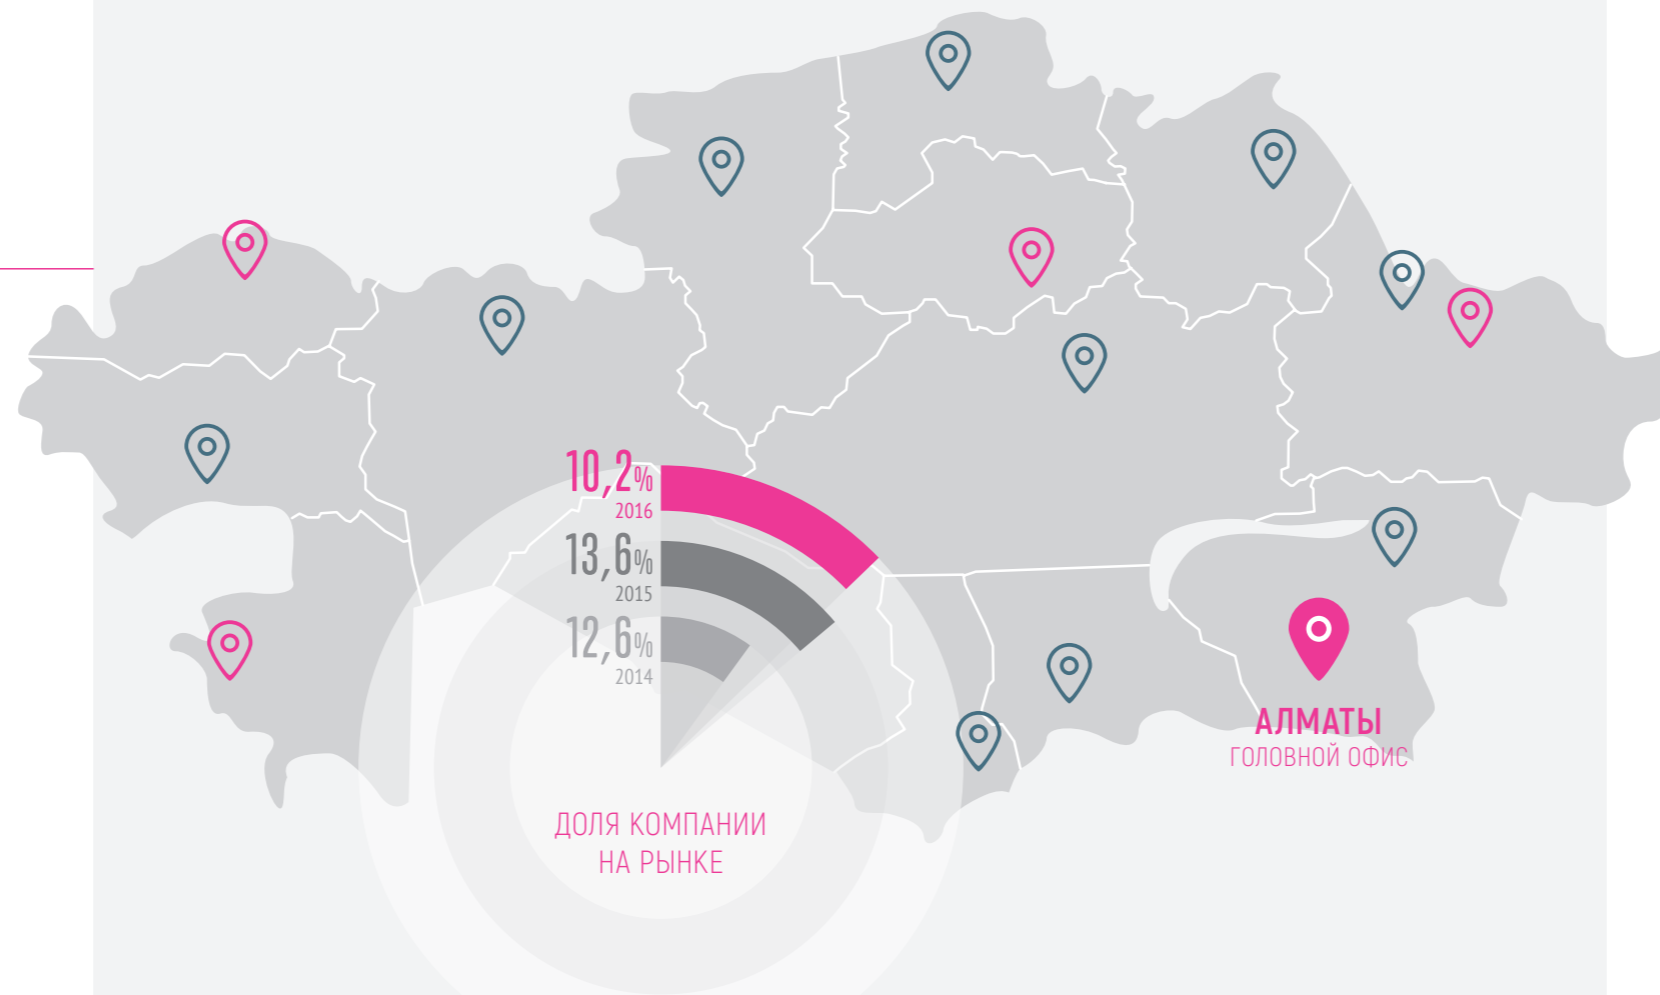 10,2%
2016
13,6%
2015
12,6%
2014
ДОЛЯ КОМПАНИИ
НА РЫНКЕ
АЛМАТЫ
ГОЛОВНОЙ ОФИС